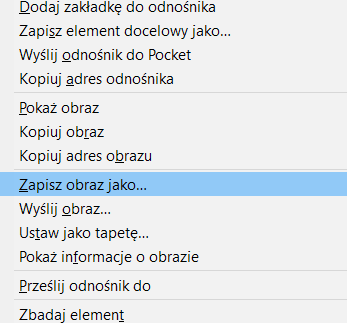 Dodaj zakładkę do odnośnika
Zapisz element docelowy jako...
Wyślij odnośnik do Pocket
Kopiuj adres odnośnika
Pokaż obraz
Kopiuj obraz
Kopiuj adres obrazu
Zapisz obraz jako...
Wyślij obraz...
Ustaw jako tapetę...
Pokaż informacje o obrazie
Prześlij odnośnik do
Zbadaj element